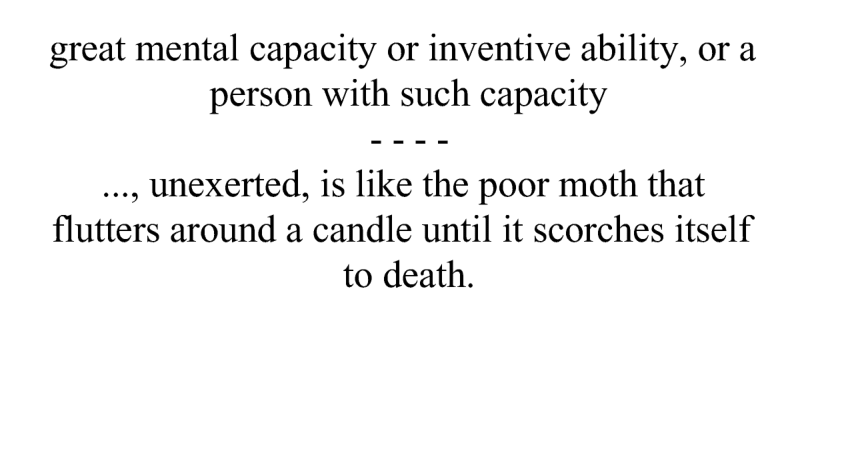 great mental capacity or inventive ability, or a
person with such capacity
- - - -
..., unexerted, is like the poor moth that
flutters around a candle until it scorches itself
to death.